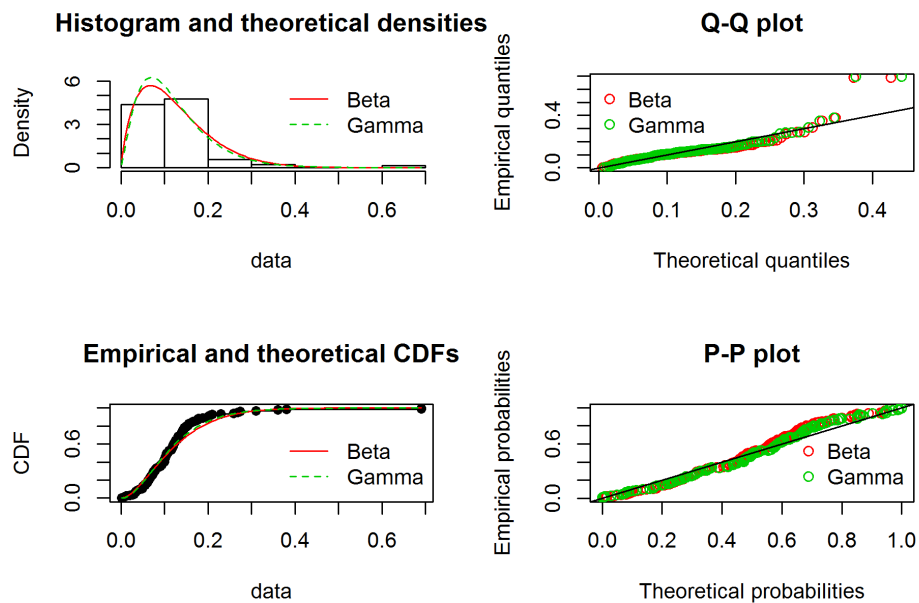 Histogram and theoretical densities
Density
0 3 6
Beta
Gamma
0.0 0.2 0.4 0.6
data
Q-Q plot
Empirical quantiles
0.0 0.4
Beta
Gamma
0.0 0.1 0.2 0.3 0.4
Theoretical quantiles
Empirical and theoretical CDFs
CDF
0.0 0.6
Beta
Gamma
0.0 0.2 0.4 0.6
data
P-P plot
Empirical probabilities
0.0 0.6
Beta
Gamma
0.0 0.2 0.4 0.6 0.8 1.0
Theoretical probabilities